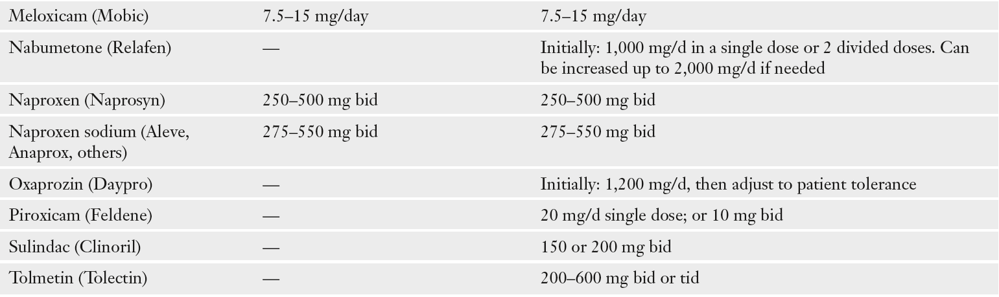 Meloxicam (Mobic) 7.5–15 mg/day 7.5–15 mg/day
Nabumetone (Relafen) — Initially: 1,000 mg/d in a single dose or 2 divided doses. Can
be increased up to 2,000 mg/d if needed
Naproxen (Naprosyn) 250–500 mg bid 250–500 mg bid
Naproxen sodium (Aleve, 275–550 mg bid 275–550 mg bid
Anaprox, others)
Oxaprozin (Daypro) — Initially: 1,200 mg/d, then adjust to patient tolerance
Piroxicam (Feldene) — 20 mg/d single dose; or 10 mg bid
Sulindac (Clinoril) — 150 or 200 mg bid
Tolmetin (Tolectin) — 200–600 mg bid or tid